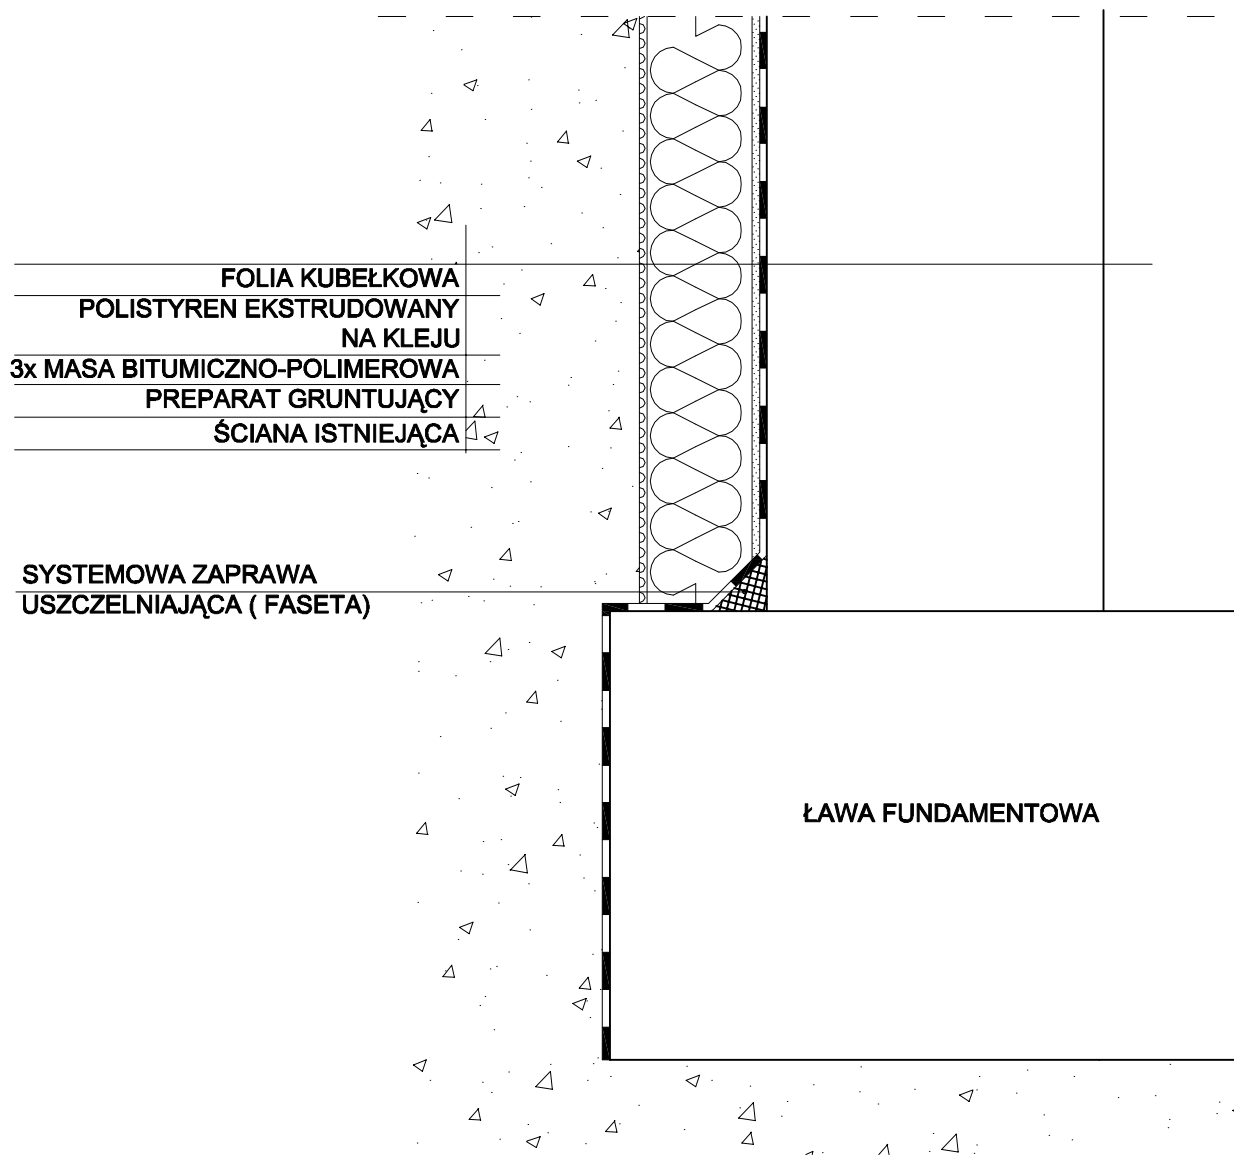 FOLIA KUBEŁKOWA
POLISTYREN EKSTRUDOWANY
NA KLEJU
3x MASA BITUMICZNO-POLIMEROWA
PREPARAT GRUNTUJĄCY
ŚCIANA ISTNIEJĄCA
SYSTEMOWA ZAPRAWA
USZCZELNIAJĄCA ( FASETA)
ŁAWA FUNDAMENTOWA